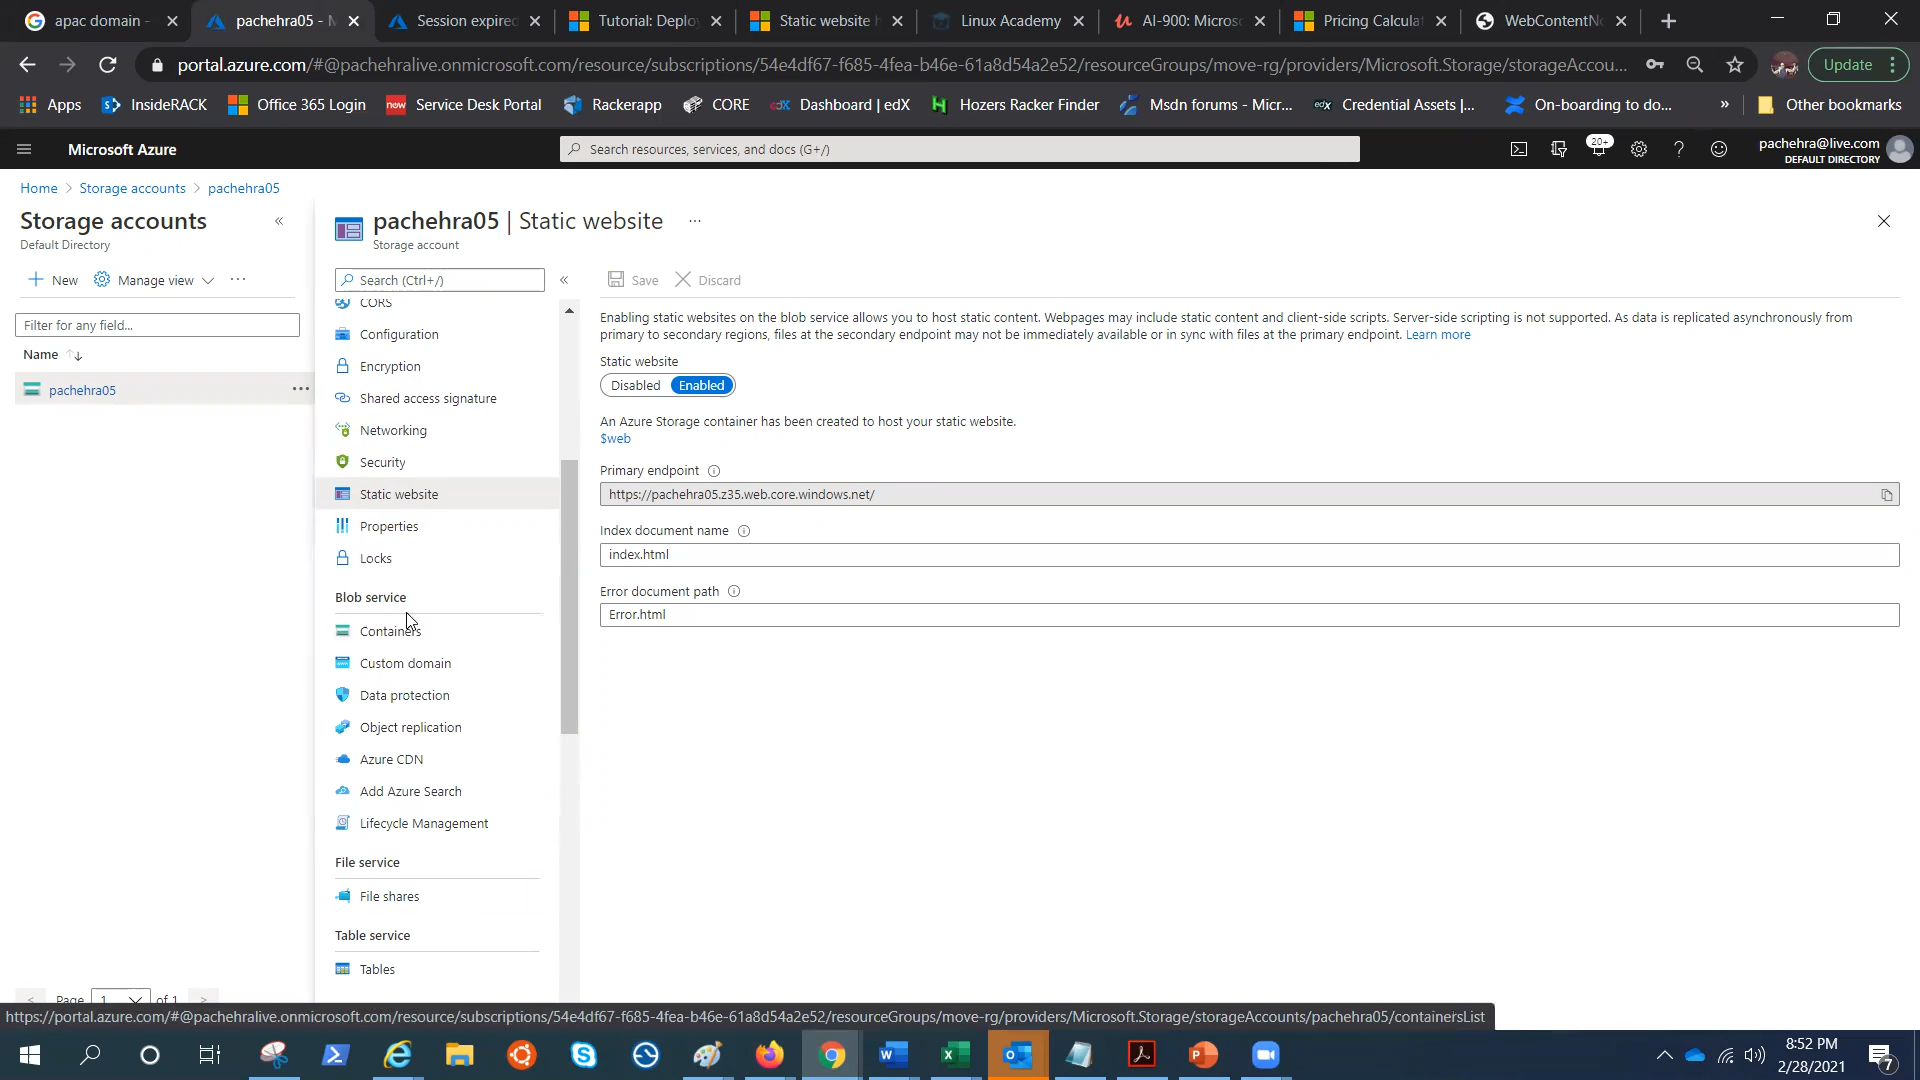 apac domain -
pachehra05 - M
Session expired
Tutorial: Deploy
Static website h
Linux Academy
AI-900: Microso
Pricing Calculat
WebContentNo
portal.azure.com/#@pachehralive.onmicrosoft.com/resource/subscriptions/54e4df67-f685-4fea-b46e-61a8d54a2e52/resourceGroups/move-rg/providers/Microsoft.Storage/storageAccou...
Update
Apps
InsideRACK
Office 365 Login
now
Service Desk Portal
Rackerapp
CORE
Dashboard | edX
Hozers Racker Finder
Msdn forums - Micr...
Credential Assets |...
On-boarding to do...
»
Other bookmarks
Microsoft Azure
Search resources, services, and docs (G+/)
20+
pachehra@live.com
DEFAULT DIRECTORY
Home > Storage accounts > pachehra05
Storage accounts
Default Directory
New
Manage view
Filter for any field...
Name
pachehra05
Page 1 of 1
pachehra05 | Static website
Storage account
Search (Ctrl+/)
CORS
Configuration
Encryption
Shared access signature
Networking
Security
Static website
Properties
Locks
Blob service
Containers
Custom domain
Data protection
Object replication
Azure CDN
Add Azure Search
Lifecycle Management
File service
File shares
Table service
Tables
Save
Discard
Enabling static websites on the blob service allows you to host static content. Webpages may include static content and client-side scripts. Server-side scripting is not supported. As data is replicated asynchronously from
primary to secondary regions, files at the secondary endpoint may not be immediately available or in sync with files at the primary endpoint. Learn more
Static website
Disabled Enabled
An Azure Storage container has been created to host your static website.
$web
Primary endpoint
https://pachehra05.z35.web.core.windows.net/
Index document name
index.html
Error document path
Error.html
https://portal.azure.com/#@pachehralive.onmicrosoft.com/resource/subscriptions/54e4df67-f685-4fea-b46e-61a8d54a2e52/resourceGroups/move-rg/providers/Microsoft.Storage/storageAccounts/pachehra05/containersList
8:52 PM
2/28/2021
7